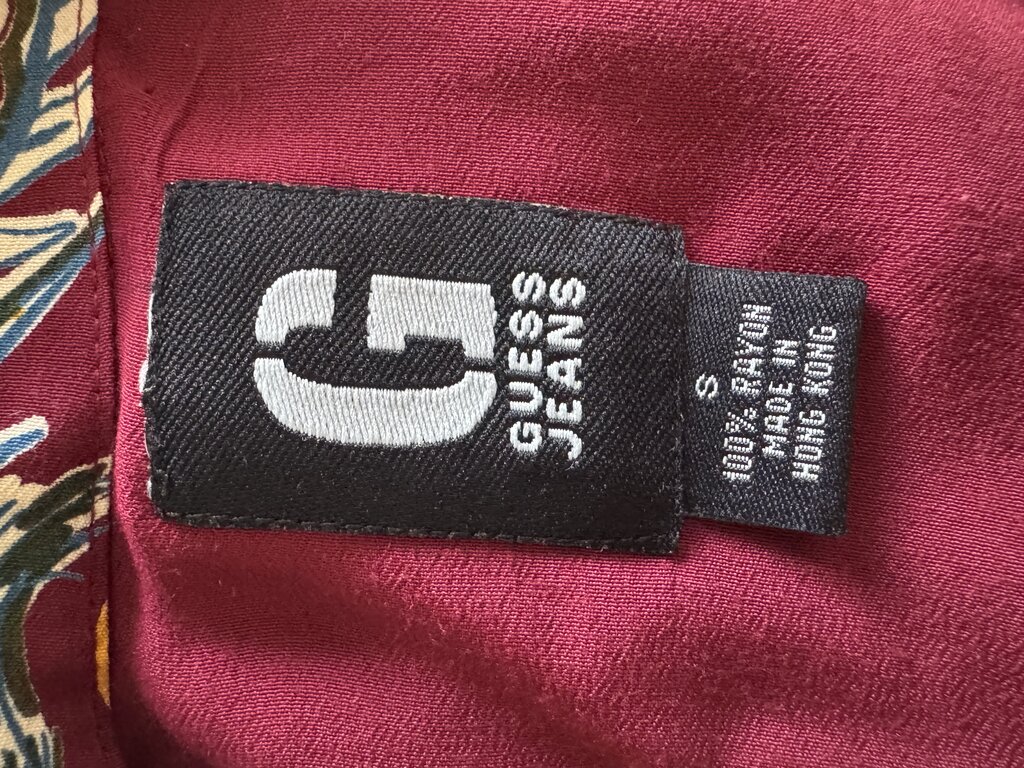 G
GUESS
JEANS
S
100% RAYON
MADE IN
HONG KONG